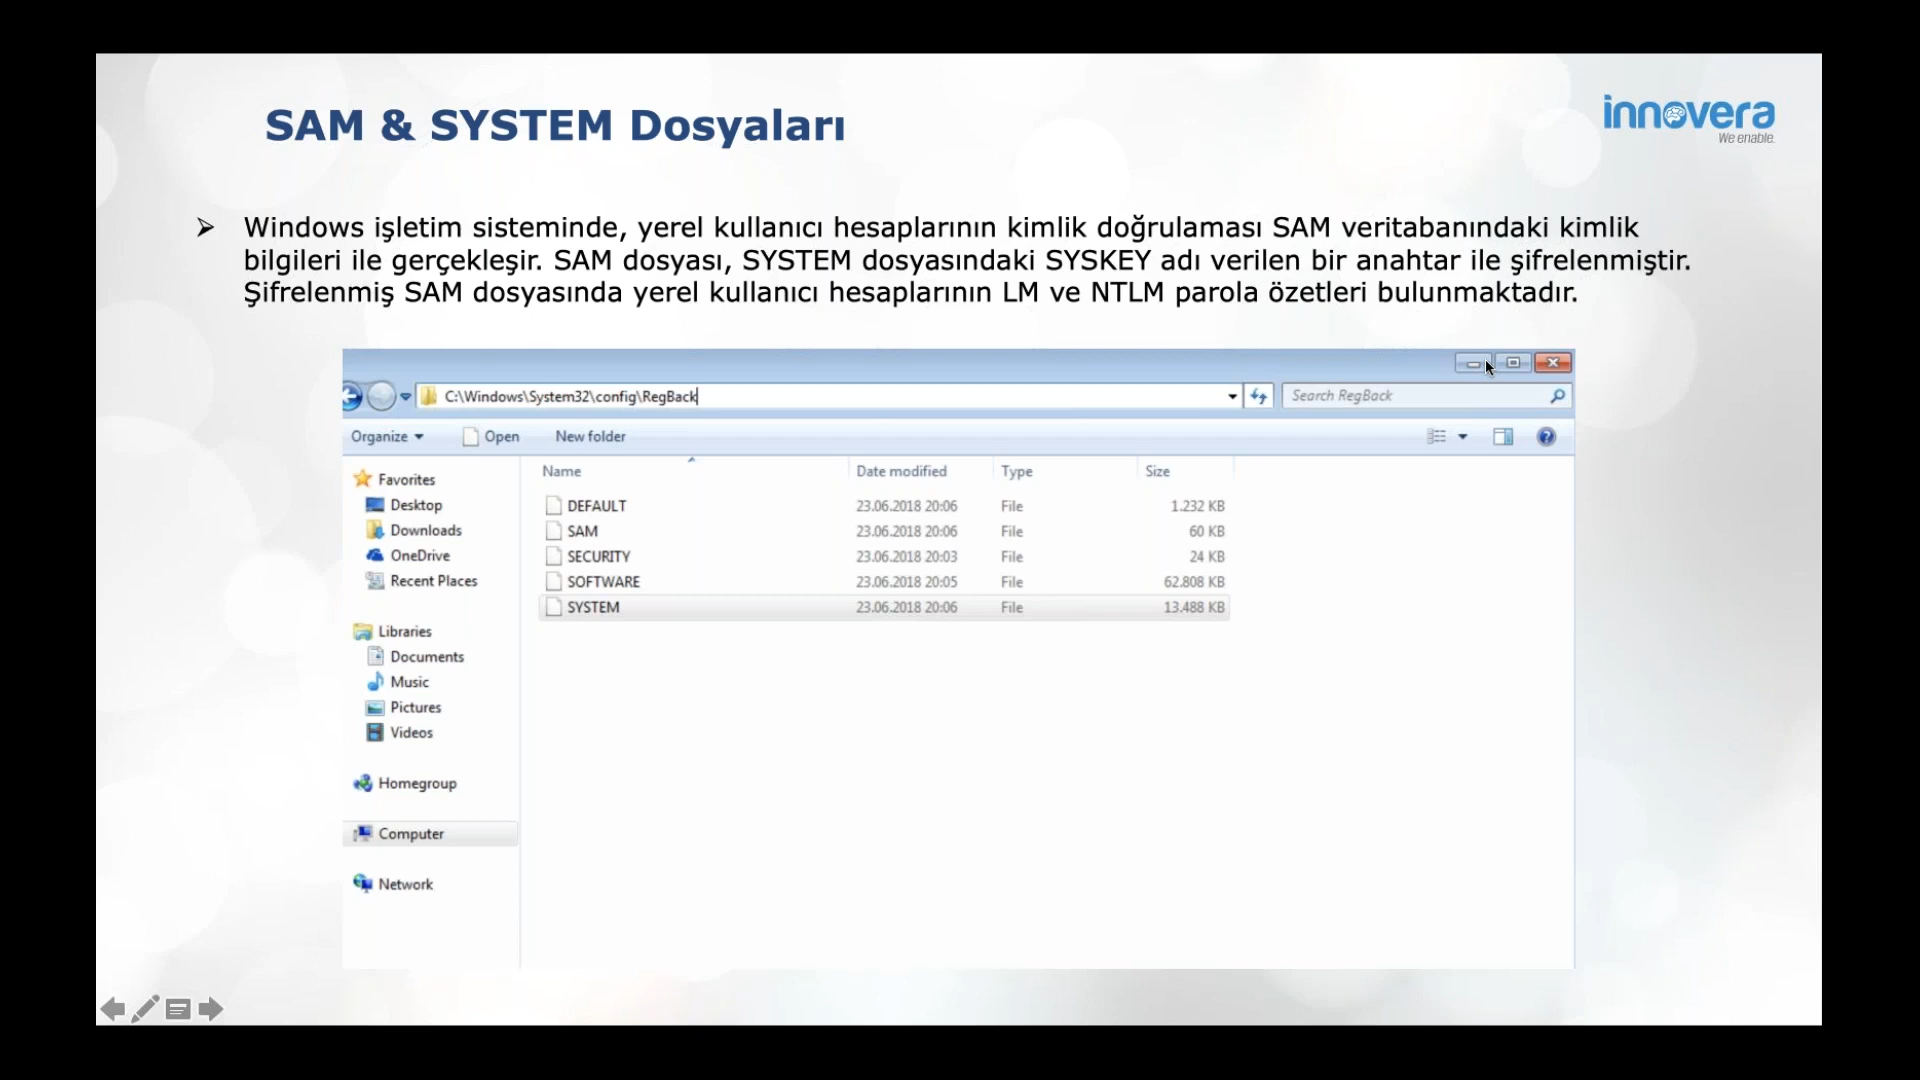 SAM & SYSTEM Dosyaları
innovera
We enable.
➢ Windows işletim sisteminde, yerel kullanıcı hesaplarının kimlik doğrulaması SAM veritabanındaki kimlik
bilgileri ile gerçekleşir. SAM dosyası, SYSTEM dosyasındaki SYSKEY adı verilen bir anahtar ile şifrelenmiştir.
Şifrelenmiş SAM dosyasında yerel kullanıcı hesaplarının LM ve NTLM parola özetleri bulunmaktadır.
C:\Windows\System32\config\RegBack
Search RegBack
Organize Open New folder
Name Date modified Type Size
DEFAULT 23.06.2018 20:06 File 1.232 KB
SAM 23.06.2018 20:06 File 60 KB
SECURITY 23.06.2018 20:03 File 24 KB
SOFTWARE 23.06.2018 20:05 File 62.808 KB
SYSTEM 23.06.2018 20:06 File 13.488 KB
Favorites
Desktop
Downloads
OneDrive
Recent Places
Libraries
Documents
Music
Pictures
Videos
Homegroup
Computer
Network